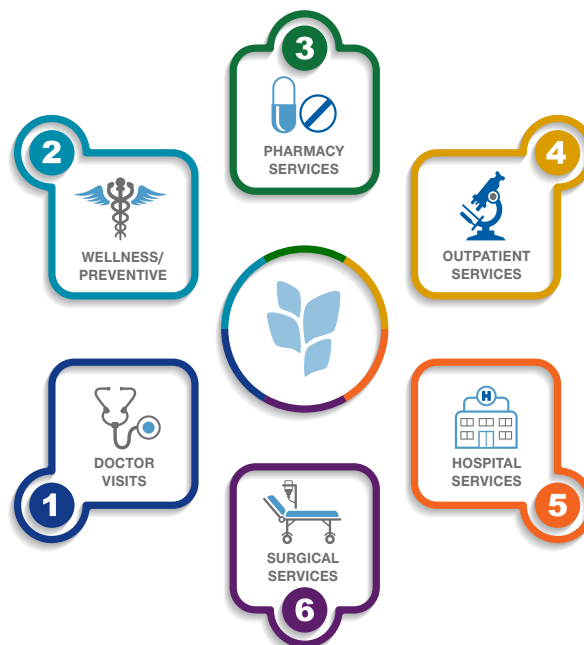 3
PHARMACY
SERVICES
2
WELLNESS/
PREVENTIVE
4
OUTPATIENT
SERVICES
1
DOCTOR
VISITS
H
HOSPITAL
SERVICES
5
SURGICAL
SERVICES
6